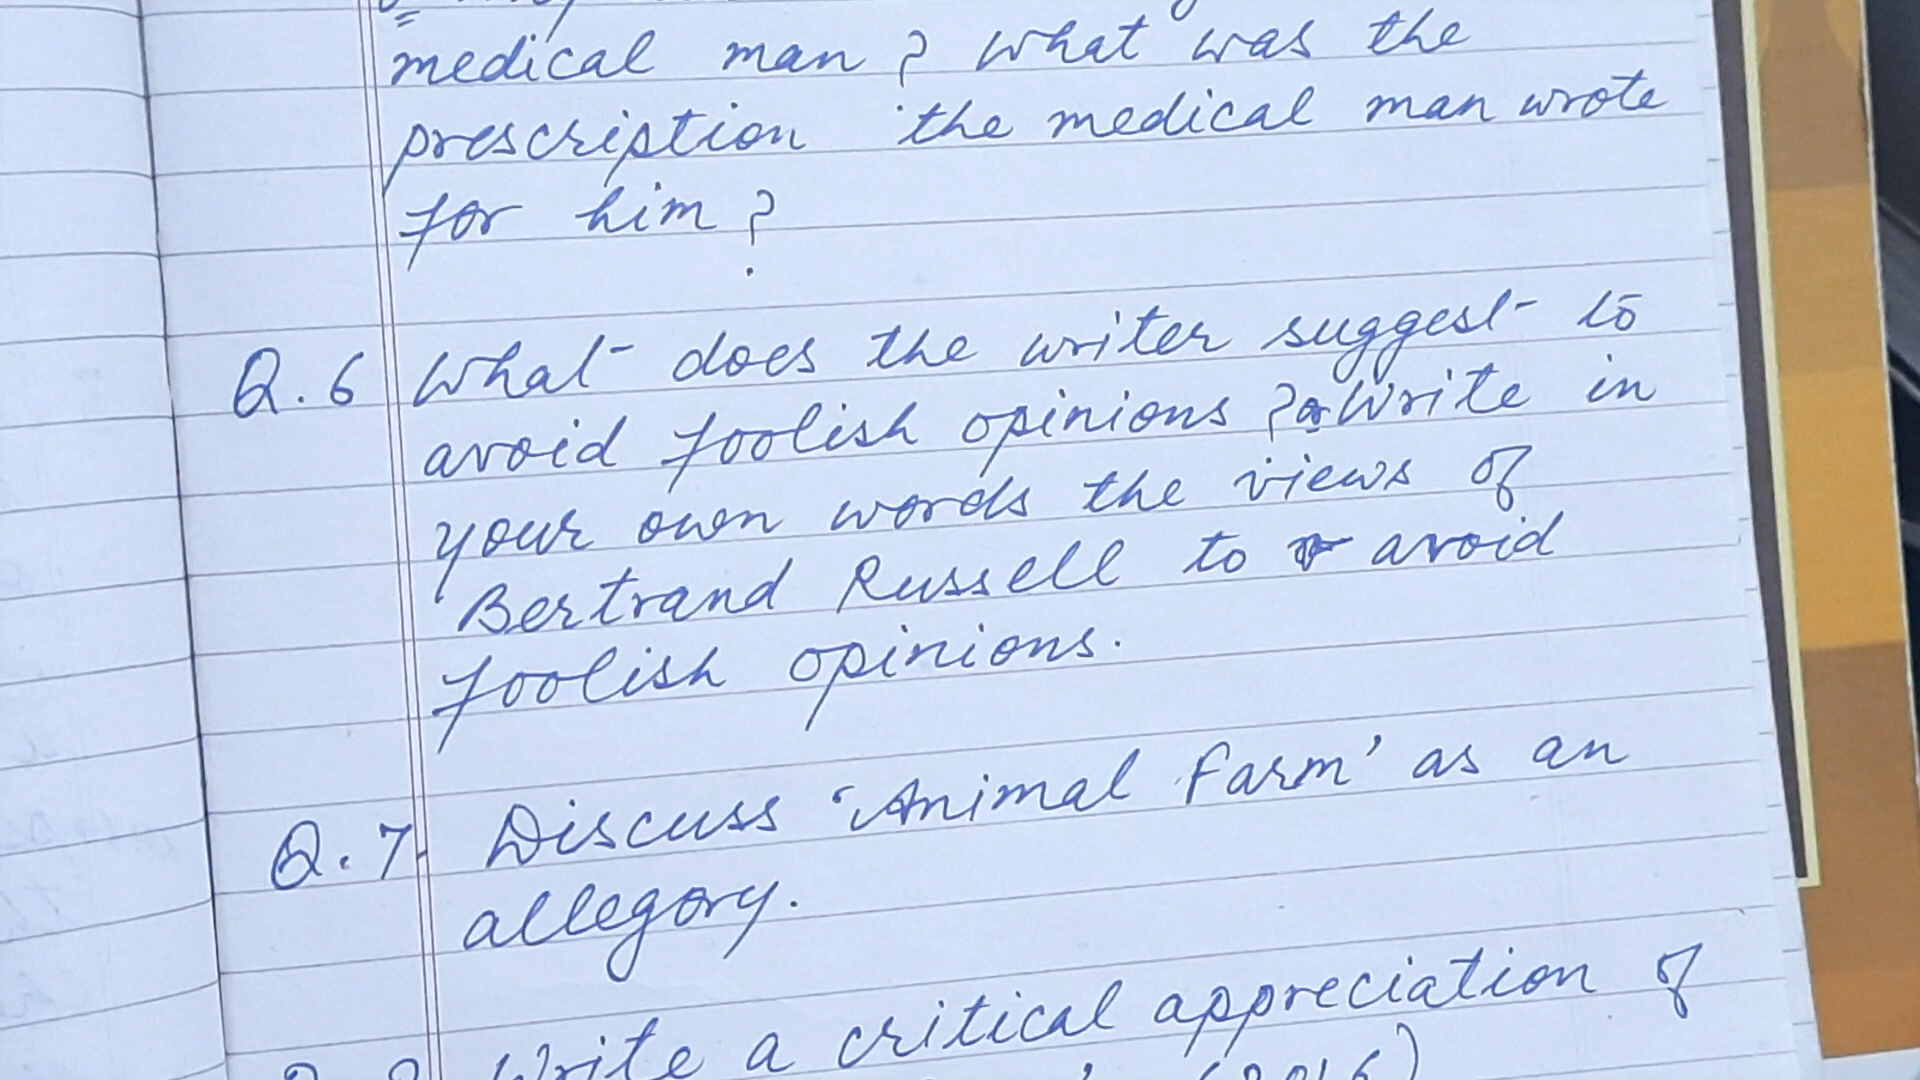 medical man? What was the
prescription the medical man wrote
for him?
Q.6 What does the writer suggest to
avoid foolish opinions? or Write in
your own words the views of
Bertrand Russell to avoid
foolish opinions.
Q.7. Discuss 'Animal Farm' as an
allegory.
Write a critical appreciation of